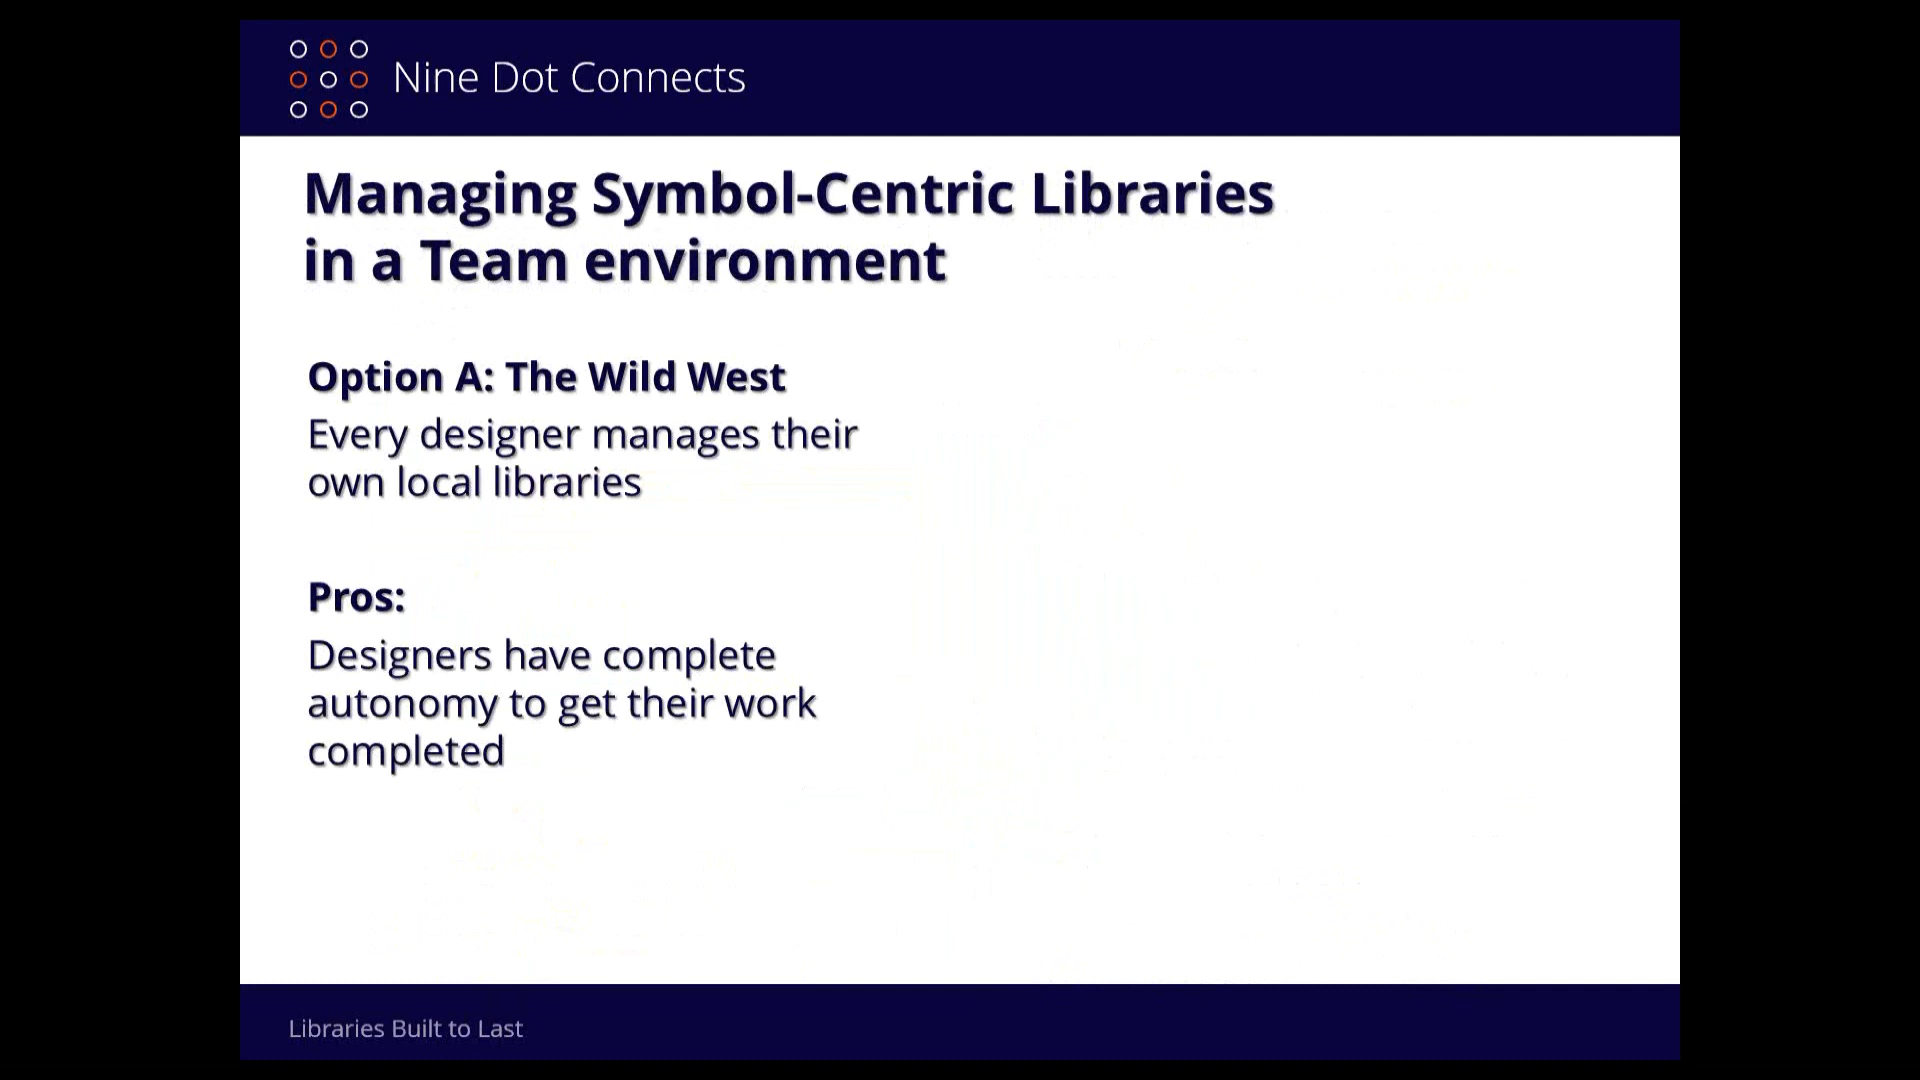 Nine Dot Connects
Managing Symbol-Centric Libraries
in a Team environment
Option A: The Wild West
Every designer manages their
own local libraries
Pros:
Designers have complete
autonomy to get their work
completed
Libraries Built to Last